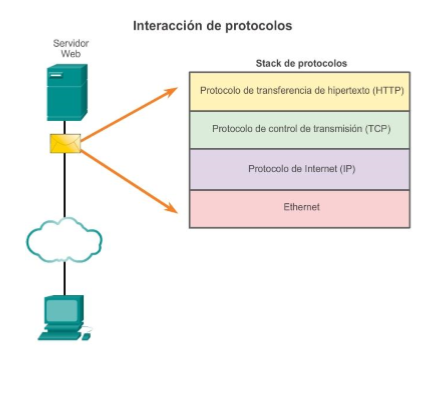 Interacción de protocolos
Servidor
Web
Stack de protocolos
Protocolo de transferencia de hipertexto (HTTP)
Protocolo de control de transmisión (TCP)
Protocolo de Internet (IP)
Ethernet